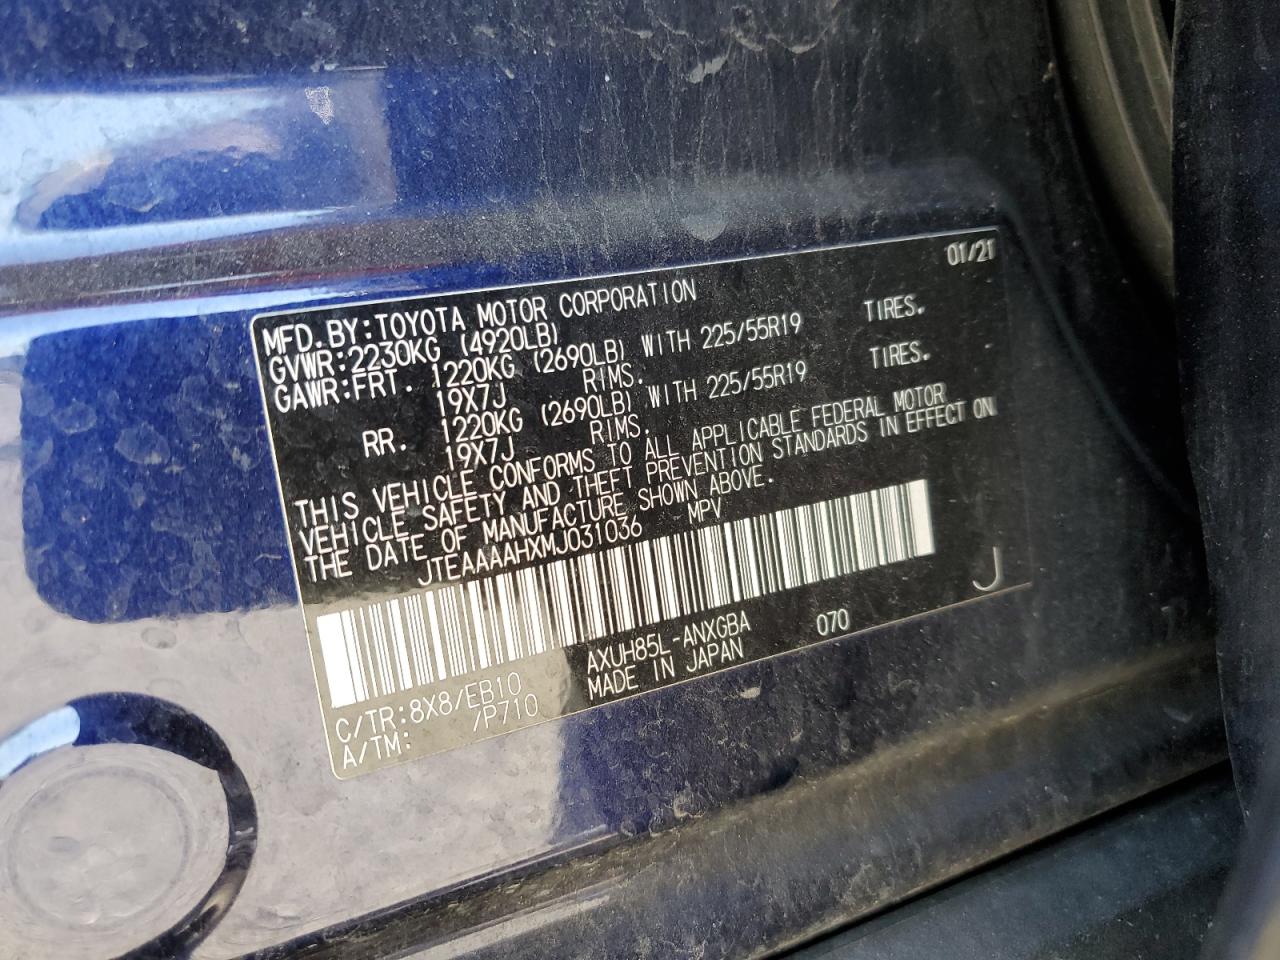 01/21
MFD.BY:TOYOTA MOTOR CORPORATION
GVWR:2230KG (4920LB)
GAWR:FRT. 1220KG (2690LB) WITH 225/55R19 TIRES.
19X7J RIMS.
RR. 1220KG (2690LB) WITH 225/55R19 TIRES.
19X7J RIMS.
THIS VEHICLE CONFORMS TO ALL APPLICABLE FEDERAL MOTOR
VEHICLE SAFETY AND THEFT PREVENTION STANDARDS IN EFFECT ON
THE DATE OF MANUFACTURE SHOWN ABOVE.
JTEAAAAHXMJ031036 MPV
C/TR:8X8/EB10 AXUH85L-ANXGBA 070 J
A/TM: /P710 MADE IN JAPAN